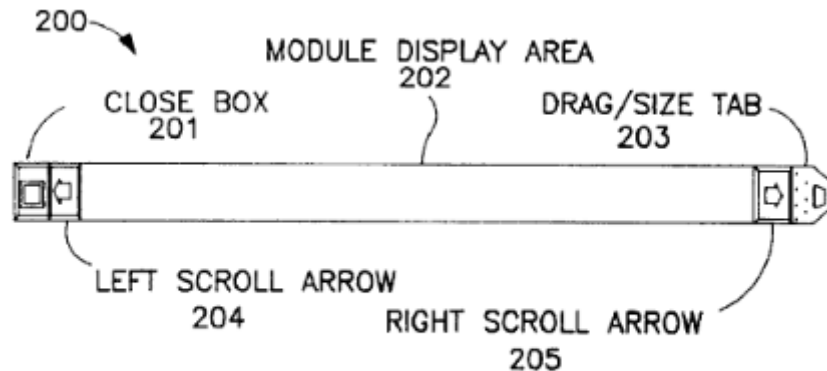 200
MODULE DISPLAY AREA
202
CLOSE BOX
201
DRAG/SIZE TAB
203
LEFT SCROLL ARROW
204
RIGHT SCROLL ARROW
205